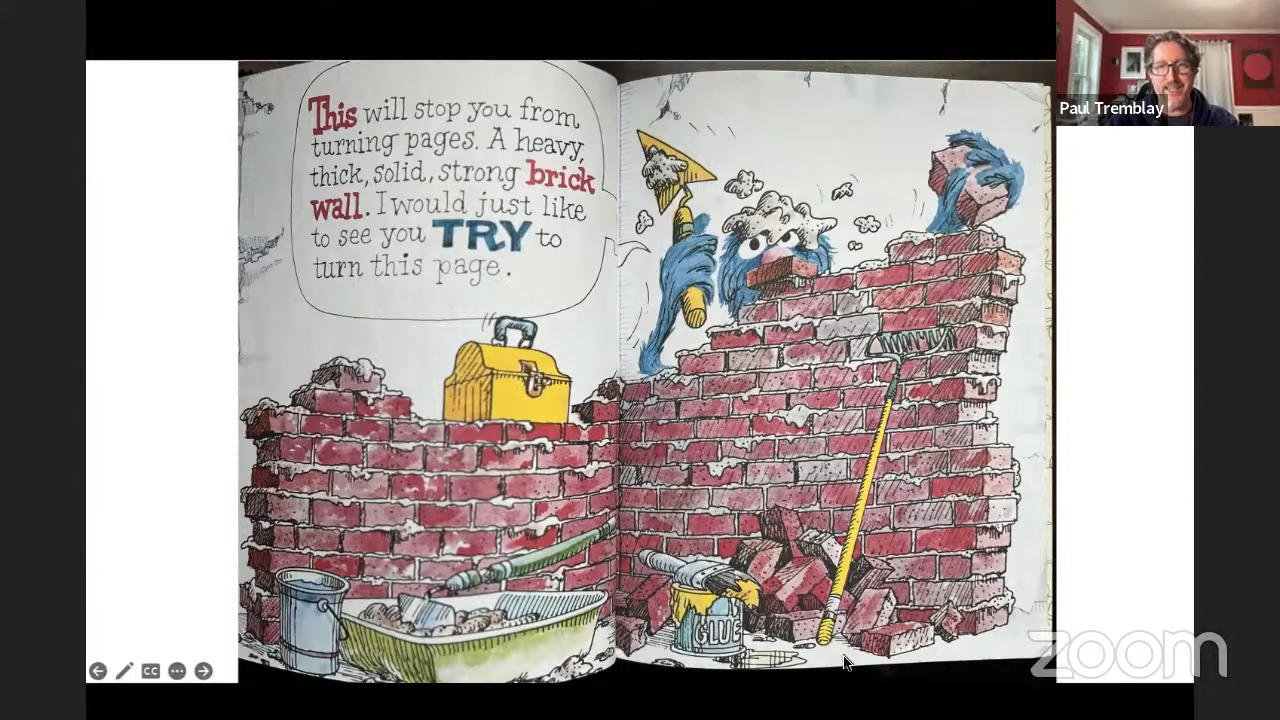 Paul Tremblay
This will stop you from
turning pages. A heavy,
thick, solid, strong brick
wall. I would just like
to see you TRY to
turn this page.
GLUE
CC
zoom